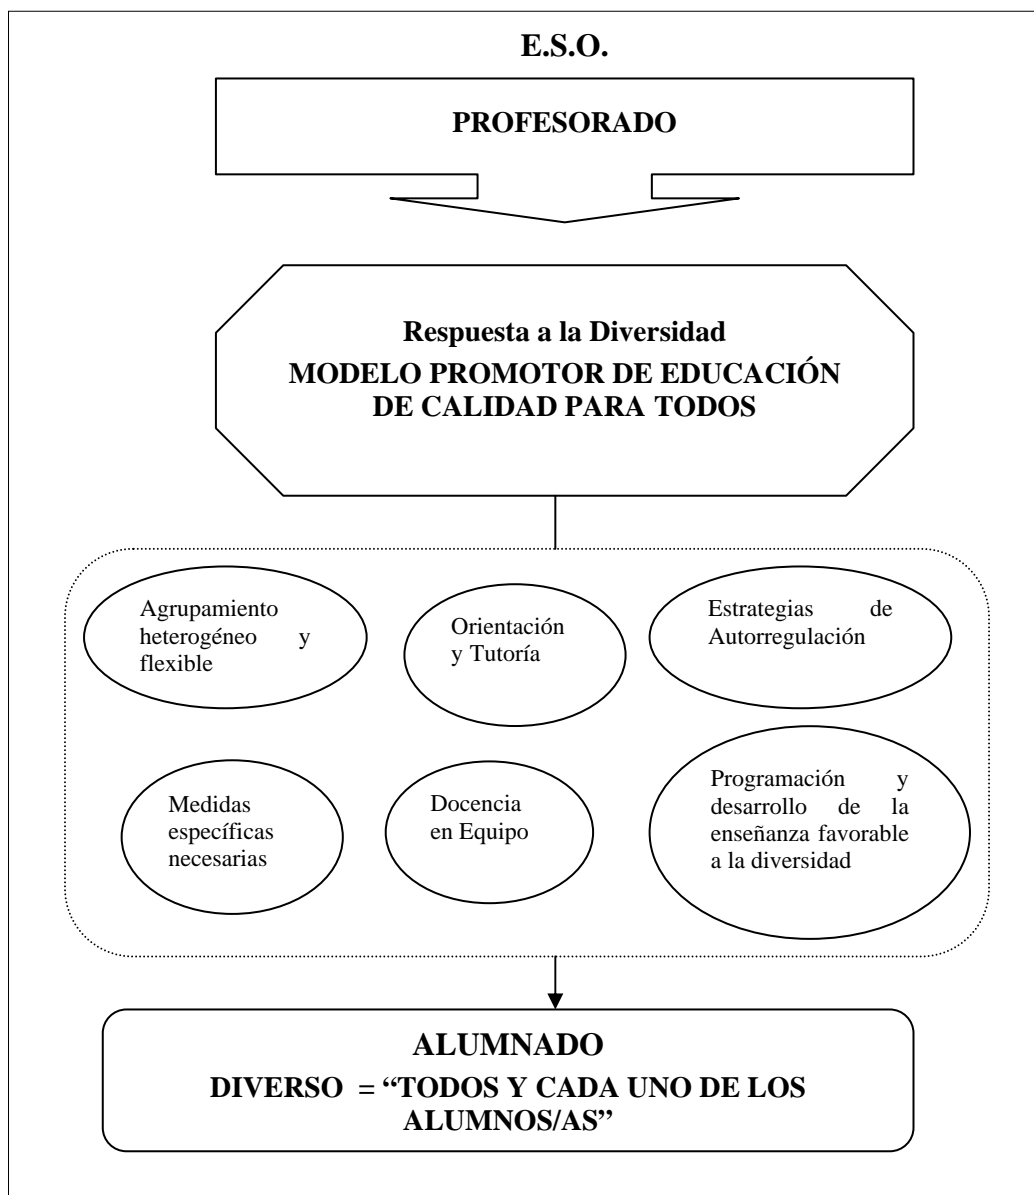 E.S.O.
PROFESORADO
Respuesta a la Diversidad
MODELO PROMOTOR DE EDUCACIÓN
DE CALIDAD PARA TODOS
Agrupamiento
heterogéneo y
flexible
Orientación
y Tutoría
Estrategias de
Autorregulación
Medidas
específicas
necesarias
Docencia
en Equipo
Programación y
desarrollo de la
enseñanza favorable
a la diversidad
ALUMNADO
DIVERSO = “TODOS Y CADA UNO DE LOS
ALUMNOS/AS”